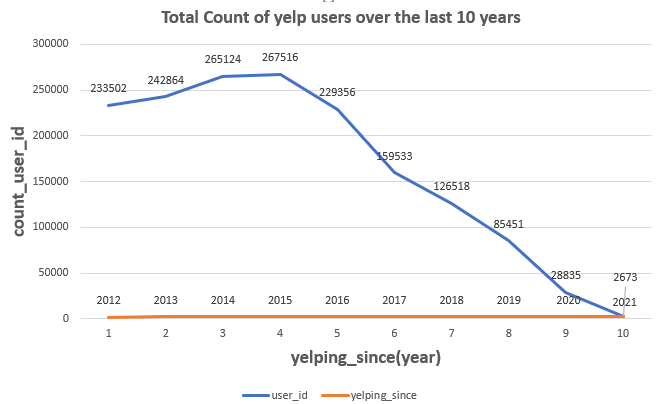 Total Count of yelp users over the last 10 years
300000
250000
200000
150000
100000
50000
0
count_user_id
233502
242864
265124
267516
229356
159533
126518
85451
28835
2673
2012 2013 2014 2015 2016 2017 2018 2019 2020 2021
1 2 3 4 5 6 7 8 9 10
yelping_since(year)
user_id yelping_since